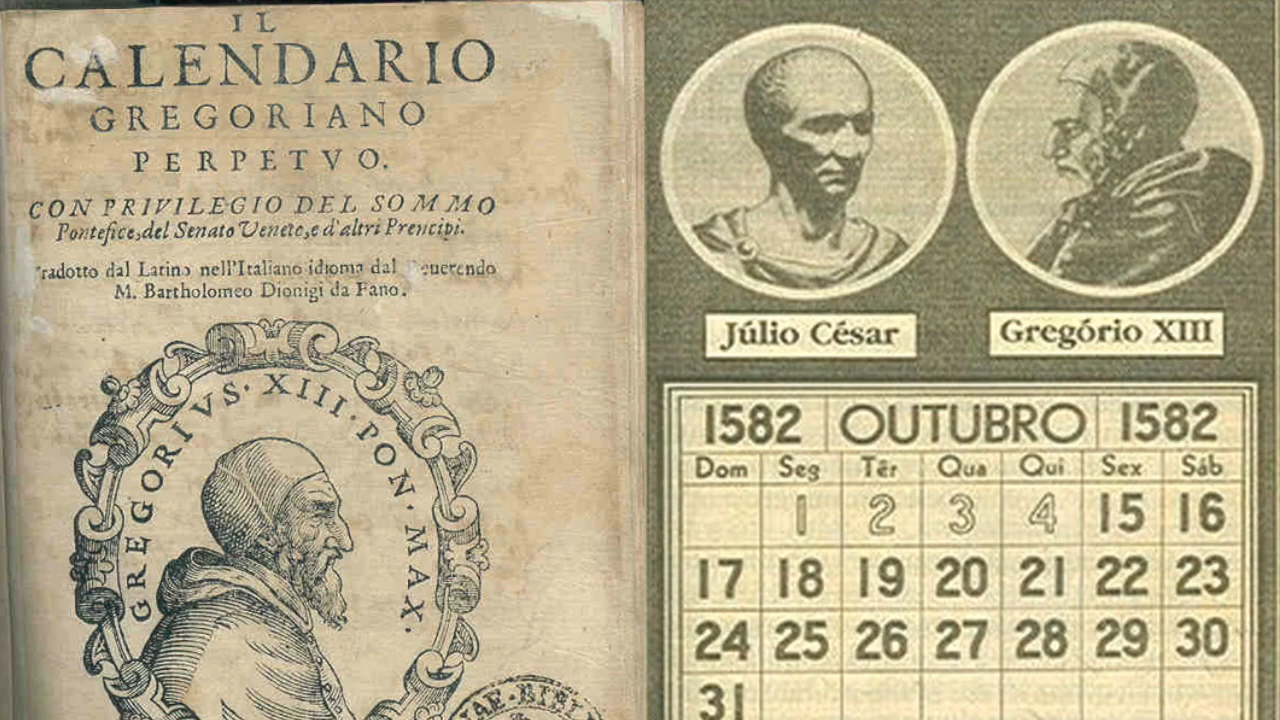 IL
CALENDARIO
GREGORIANO
PERPETVO.
CON PRIVILEGIO DEL SOMMO
Pontefice, del Senato Veneto, e d'altri Prencipi.
radotto dal Latino nell'Italiano idioma dal euerendo
M. Bartholomeo Dionigi da Fano.
GREGORIVS·XIII·PON·MAX.
Júlio César
Gregório XIII
1582 OUTUBRO 1582
Dom Seg Têr Qua Qui Sex Sáb
1 2 3 4 15 16
17 18 19 20 21 22 23
24 25 26 27 28 29 30
31